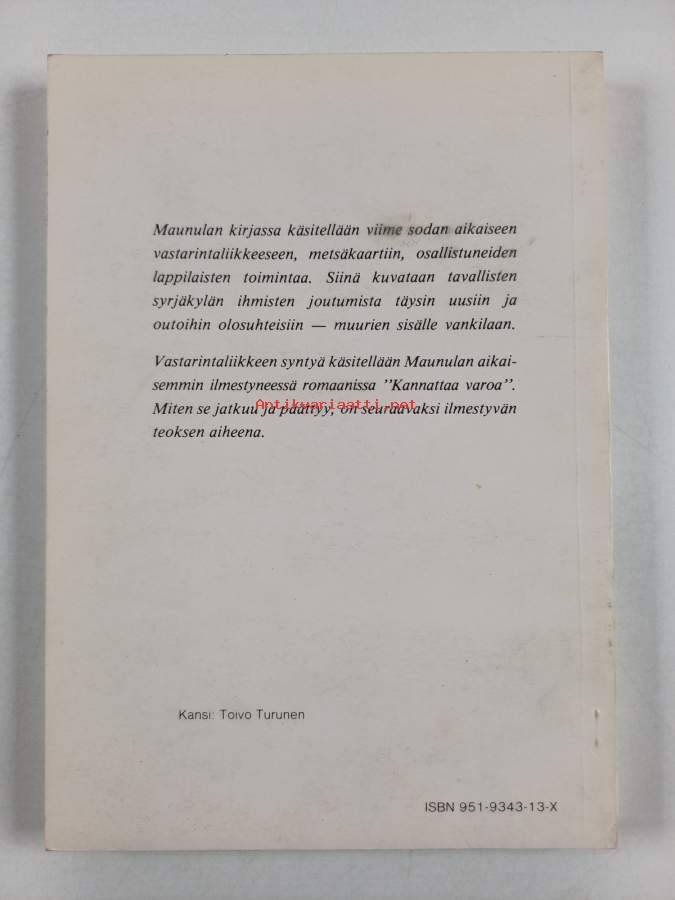 Maunulan kirjassa käsitellään viime sodan aikaiseen
vastarintaliikkeeseen, metsäkaartiin, osallistuneiden
lappilaisten toimintaa. Siinä kuvataan tavallisten
syrjäkylän ihmisten joutumista täysin uusiin ja
outoihin olosuhteisiin — muurien sisälle vankilaan.
Vastarintaliikkeen syntyä käsitellään Maunulan aikai-
semmin ilmestyneessä romaanissa ”Kannattaa varoa”.
Antikvariaatti.net
Miten se jatkuu ja päättyy, on seuraavaksi ilmestyvän
teoksen aiheena.
Kansi: Toivo Turunen
ISBN 951-9343-13-X